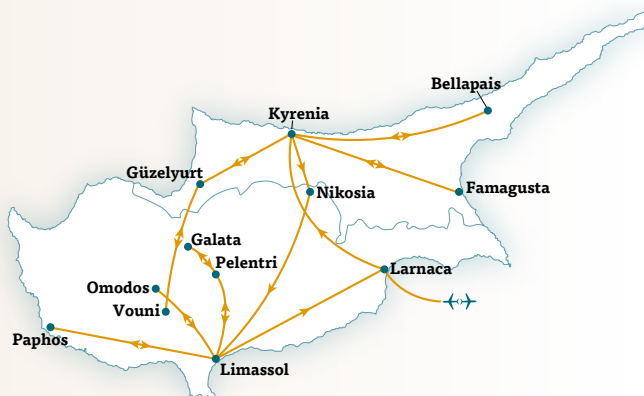 Bellapais
Kyrenia
Güzelyurt
Nikosia
Famagusta
Galata
Pelentri
Larnaca
Omodos
Vouni
Paphos
Limassol